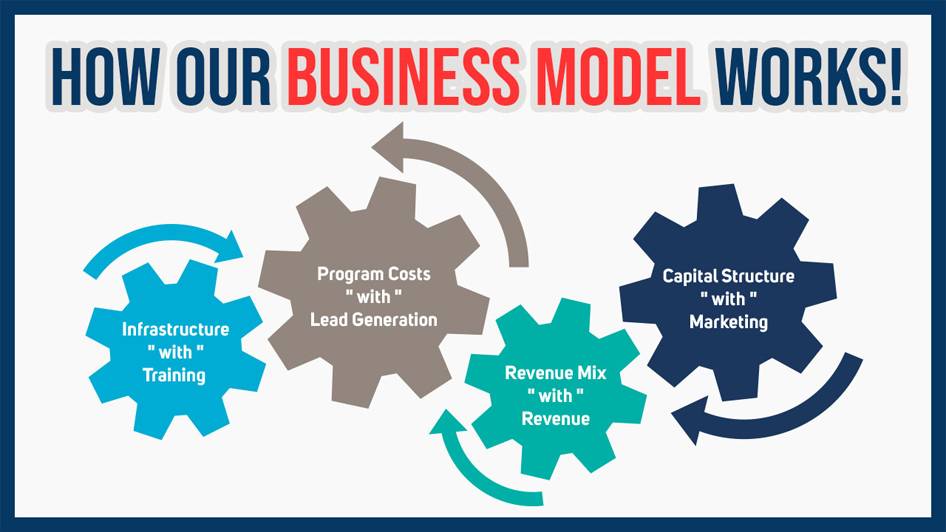 HOW OUR BUSINESS MODEL WORKS!
Infrastructure
" with "
Training
Program Costs
" with "
Lead Generation
Revenue Mix
" with "
Revenue
Capital Structure
" with "
Marketing